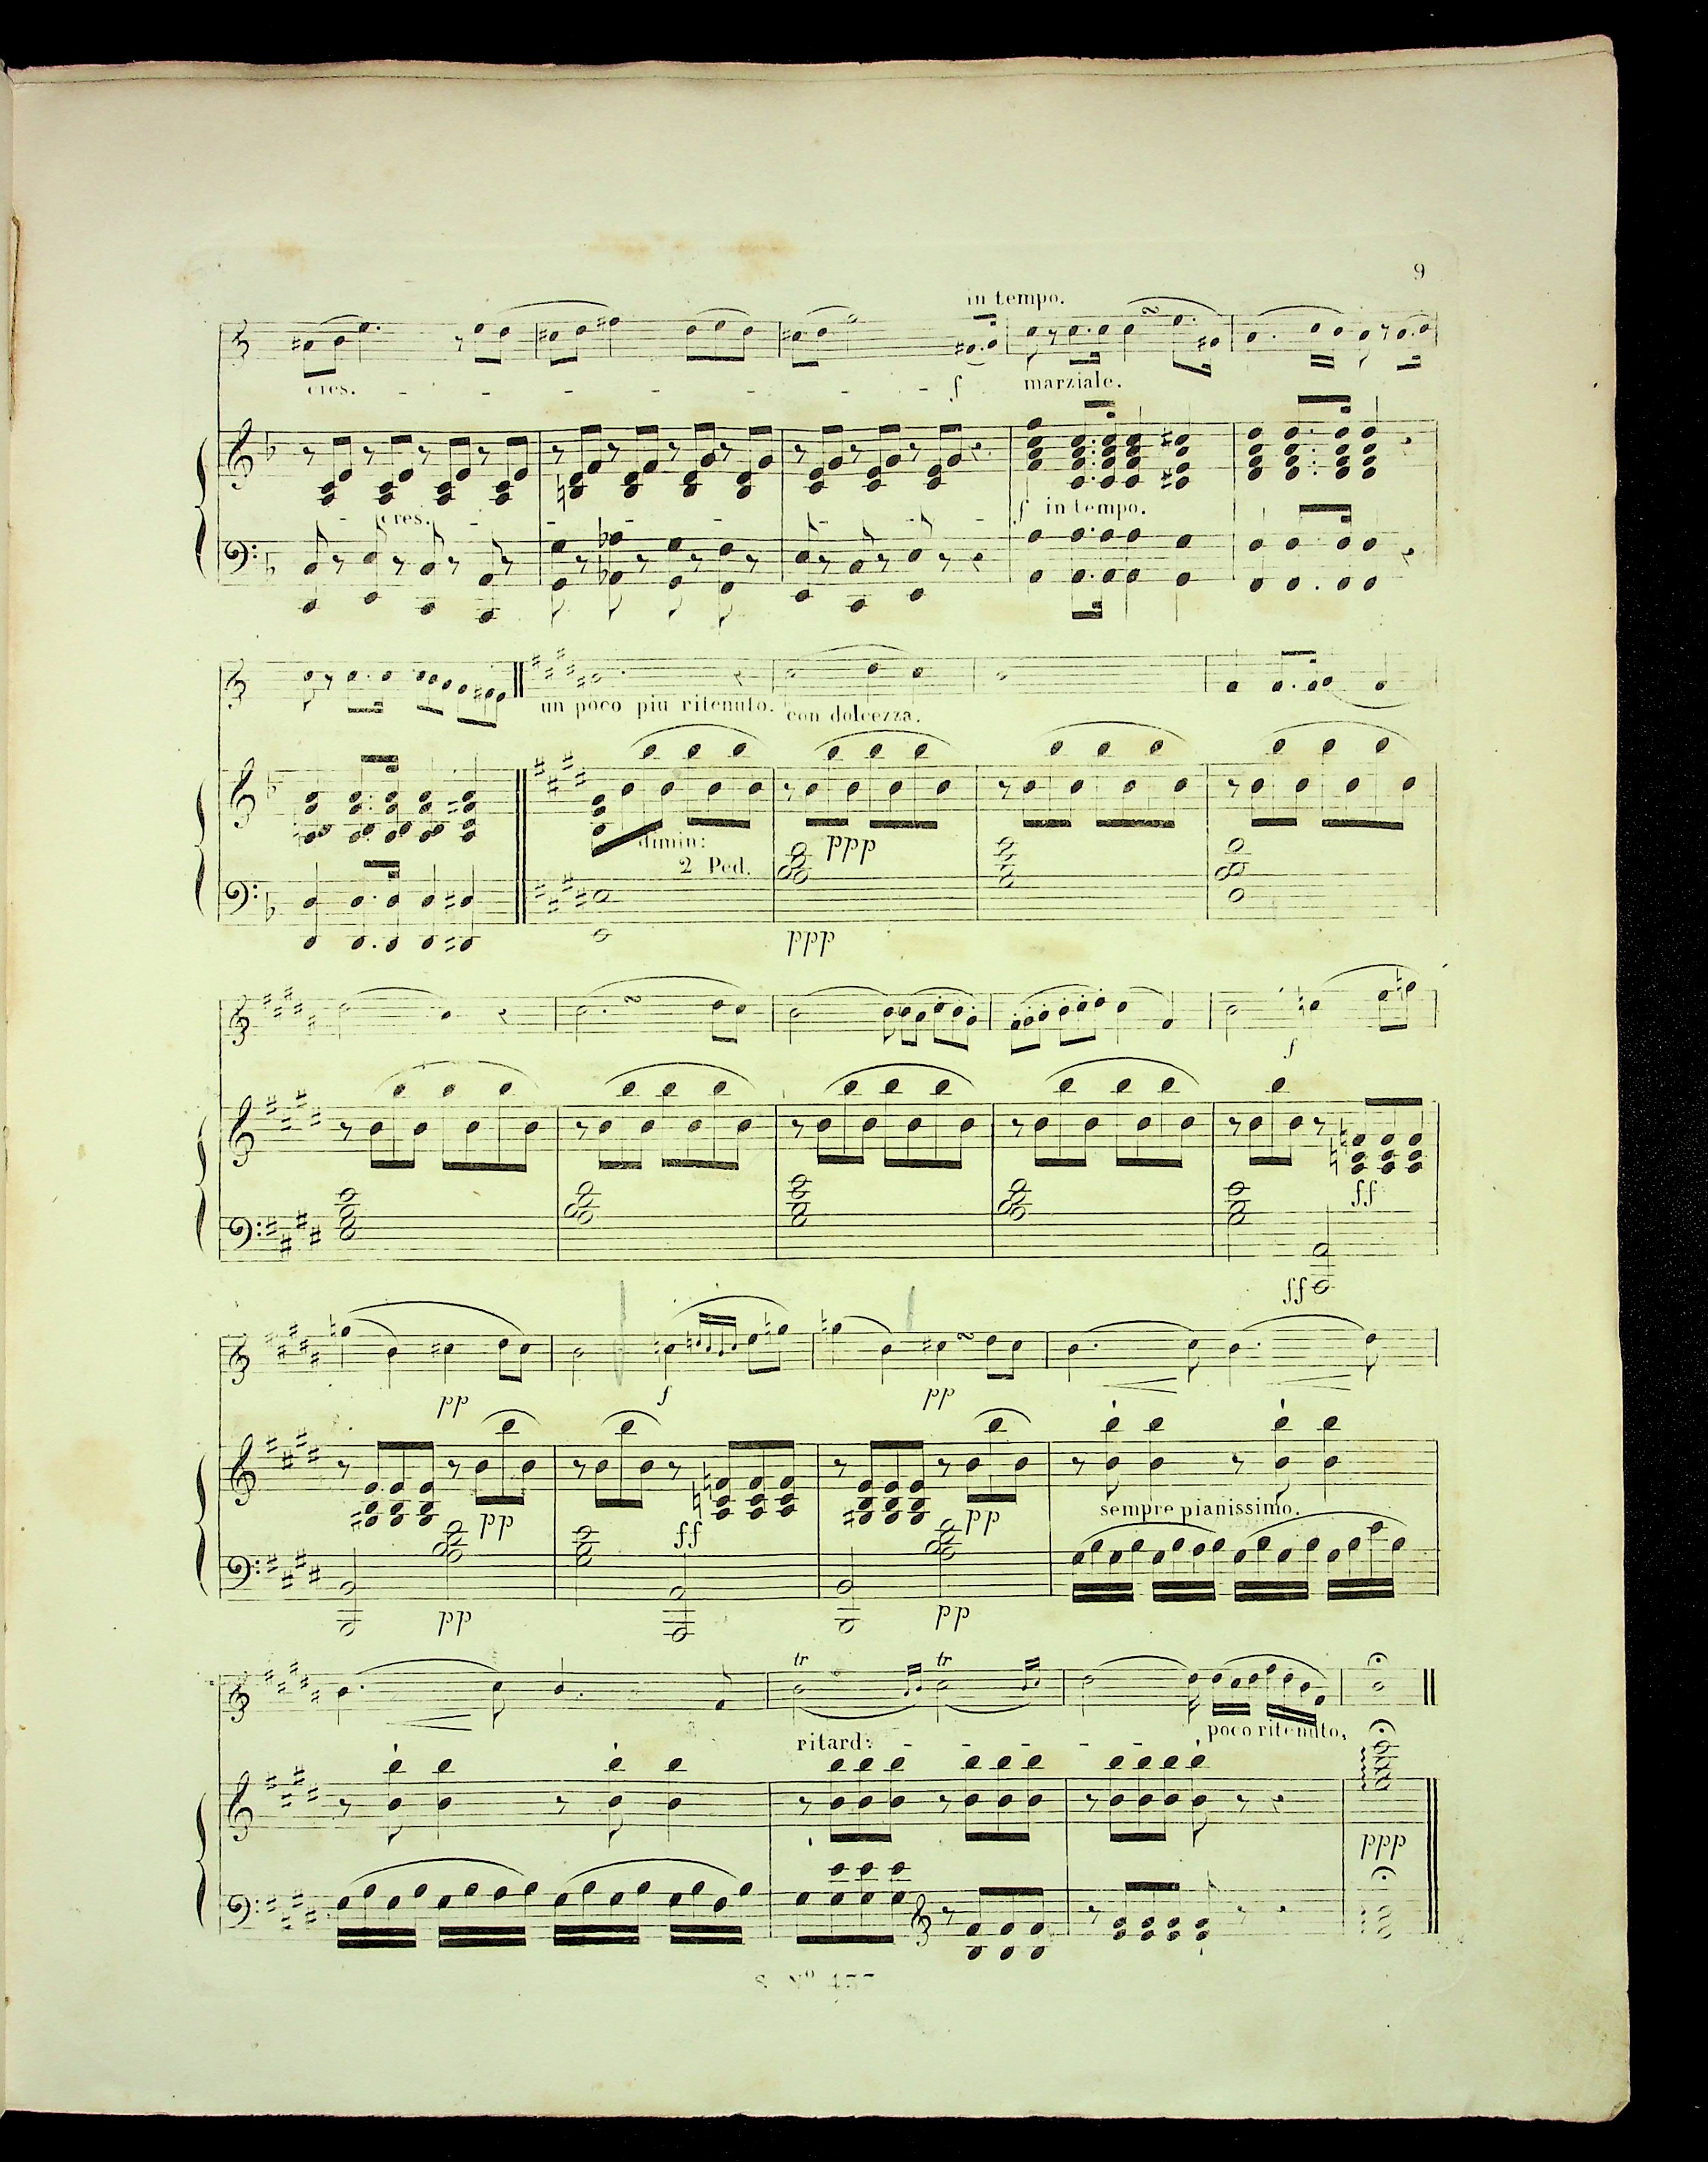 9
in tempo.
cres. f marziale.
cres. f in tempo.
un poco piu ritenuto. con dolcezza.
dimin: ppp
2 Ped.
ppp
f
ff
ff
pp f pp
pp ff pp
sempre pianissimo.
pp pp
tr tr
ritard: poco ritenuto,
ppp
S. No 437